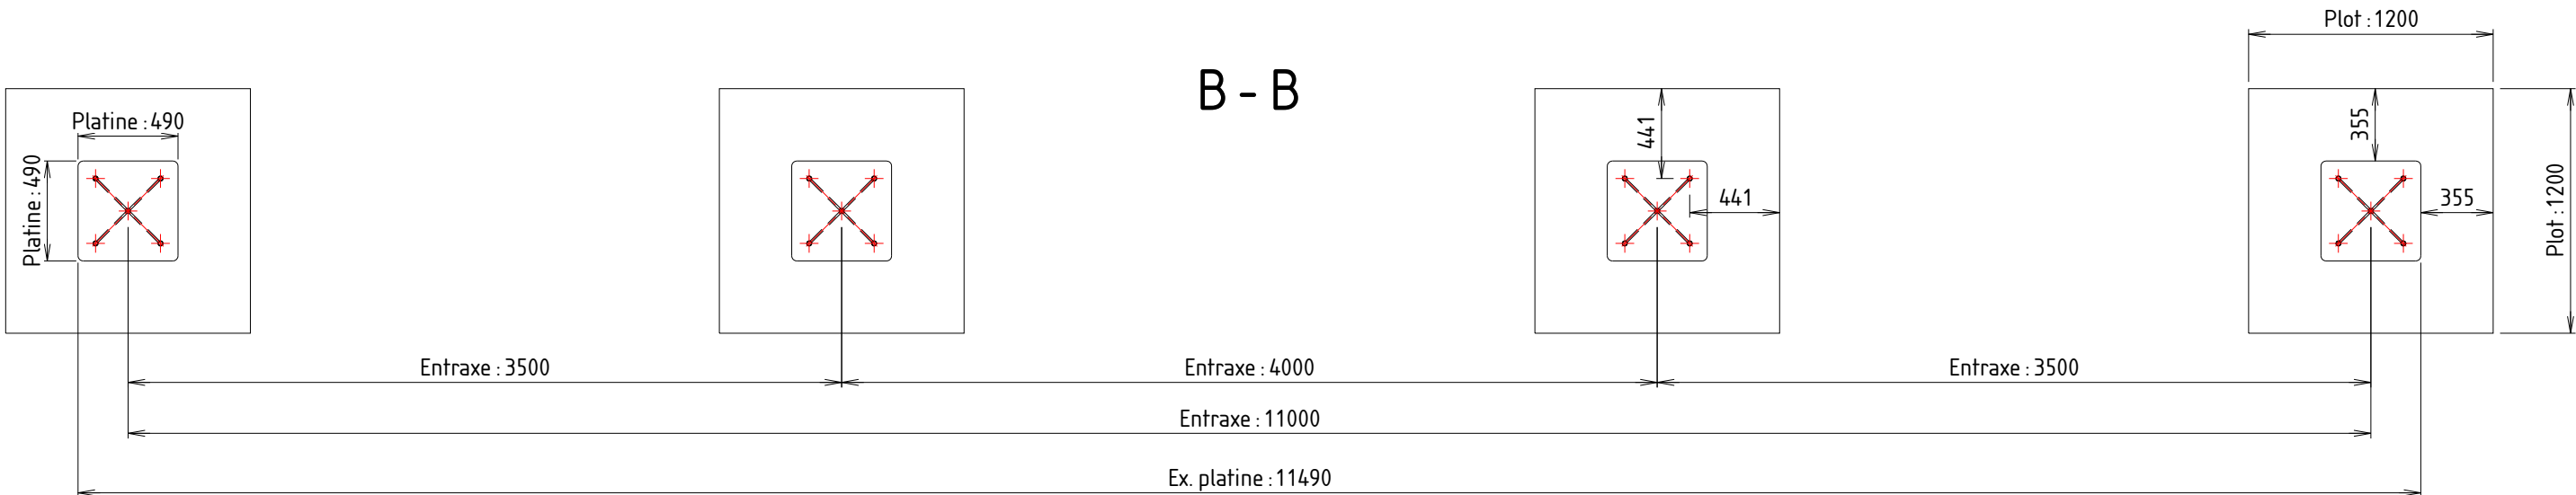 Plot : 1200
B - B
Platine : 490
Platine : 490
441
441
355
355
Plot : 1200
Entraxe : 3500
Entraxe : 4000
Entraxe : 3500
Entraxe : 11000
Ex. platine : 11490